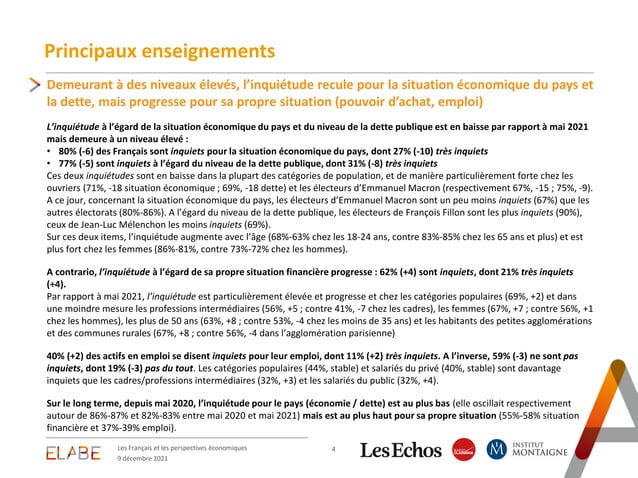 Principaux enseignements
Demeurant à des niveaux élevés, l’inquiétude recule pour la situation économique du pays et
la dette, mais progresse pour sa propre situation (pouvoir d’achat, emploi)
L’inquiétude à l’égard de la situation économique du pays et du niveau de la dette publique est en baisse par rapport à mai 2021
mais demeure à un niveau élevé :
• 80% (-6) des Français sont inquiets pour la situation économique du pays, dont 27% (-10) très inquiets
• 77% (-5) sont inquiets à l’égard du niveau de la dette publique, dont 31% (-8) très inquiets
Ces deux inquiétudes sont en baisse dans la plupart des catégories de population, et de manière particulièrement forte chez les
ouvriers (71%, -18 situation économique ; 69%, -18 dette) et les électeurs d’Emmanuel Macron (respectivement 67%, -15 ; 75%, -9).
A ce jour, concernant la situation économique du pays, les électeurs d’Emmanuel Macron sont un peu moins inquiets (67%) que les
autres électorats (80%-86%). A l’égard du niveau de la dette publique, les électeurs de François Fillon sont les plus inquiets (90%),
ceux de Jean-Luc Mélenchon les moins inquiets (69%).
Sur ces deux items, l’inquiétude augmente avec l’âge (68%-63% chez les 18-24 ans, contre 83%-85% chez les 65 ans et plus) et est
plus fort chez les femmes (86%-81%, contre 73%-72% chez les hommes).
A contrario, l’inquiétude à l’égard de sa propre situation financière progresse : 62% (+4) sont inquiets, dont 21% très inquiets
(+4).
Par rapport à mai 2021, l’inquiétude est particulièrement élevée et progresse et chez les catégories populaires (69%, +2) et dans
une moindre mesure les professions intermédiaires (56%, +5 ; contre 41%, -7 chez les cadres), les femmes (67%, +7 ; contre 56%, +1
chez les hommes), les plus de 50 ans (63%, +8 ; contre 53%, -4 chez les moins de 35 ans) et les habitants des petites agglomérations
et des communes rurales (67%, +8 ; contre 56%, -4 dans l’agglomération parisienne)
40% (+2) des actifs en emploi se disent inquiets pour leur emploi, dont 11% (+2) très inquiets. A l’inverse, 59% (-3) ne sont pas
inquiets, dont 19% (-3) pas du tout. Les catégories populaires (44%, stable) et salariés du privé (40%, stable) sont davantage
inquiets que les cadres/professions intermédiaires (32%, +3) et les salariés du public (32%, +4).
Sur le long terme, depuis mai 2020, l’inquiétude pour le pays (économie / dette) est au plus bas (elle oscillait respectivement
autour de 86%-87% et 82%-83% entre mai 2020 et mai 2021) mais est au plus haut pour sa propre situation (55%-58% situation
financière et 37%-39% emploi).
ELABE
Les Français et les perspectives économiques
9 décembre 2021
4
LesEchos
INSTITUT
MONTAIGNE